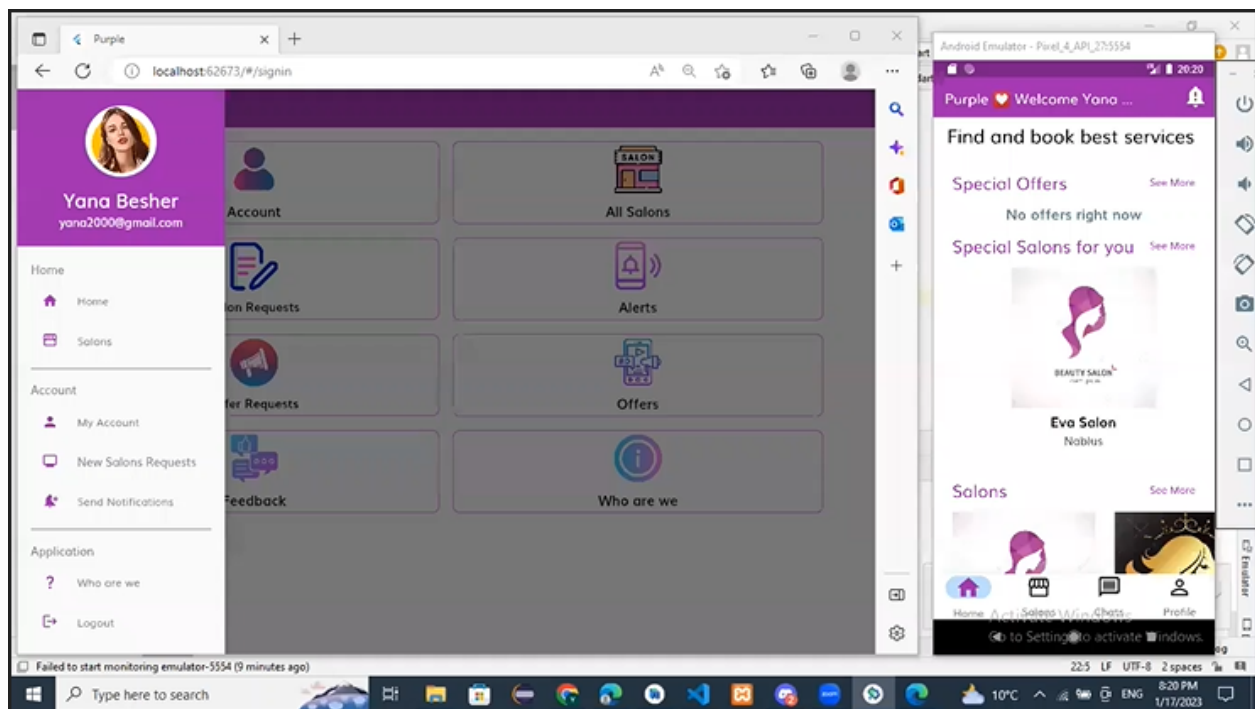 Purple
localhost:62673/#/signin
Yana Besher
yana2000@gmail.com
Home
Home
Salons
Account
My Account
New Salons Requests
Send Notifications
Application
Who are we
Logout
Account
SALON
All Salons
on Requests
Alerts
fer Requests
Offers
Feedback
Who are we
Android Emulator - Pixel_4_API_27:5554
20:20
Purple Welcome Yana ...
Find and book best services
Special Offers
See More
No offers right now
Special Salons for you
See More
BEAUTY SALON
Eva Salon
Nablus
Salons
See More
Home
Salons
Chats
Profile
Activate Windows
Go to Settings to activate Windows.
Emulator
Failed to start monitoring emulator-5554 (9 minutes ago)
22:5 LF UTF-8 2 spaces
Type here to search
10°C
ENG
8:20 PM
1/17/2023